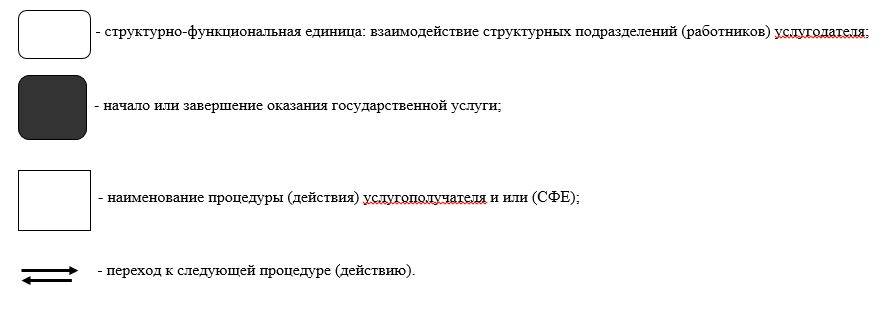 - структурно-функциональная единица: взаимодействие структурных подразделений (работников) услугодателя;
- начало или завершение оказания государственной услуги;
- наименование процедуры (действия) услугополучателя и или (СФЕ);
- переход к следующей процедуре (действию).